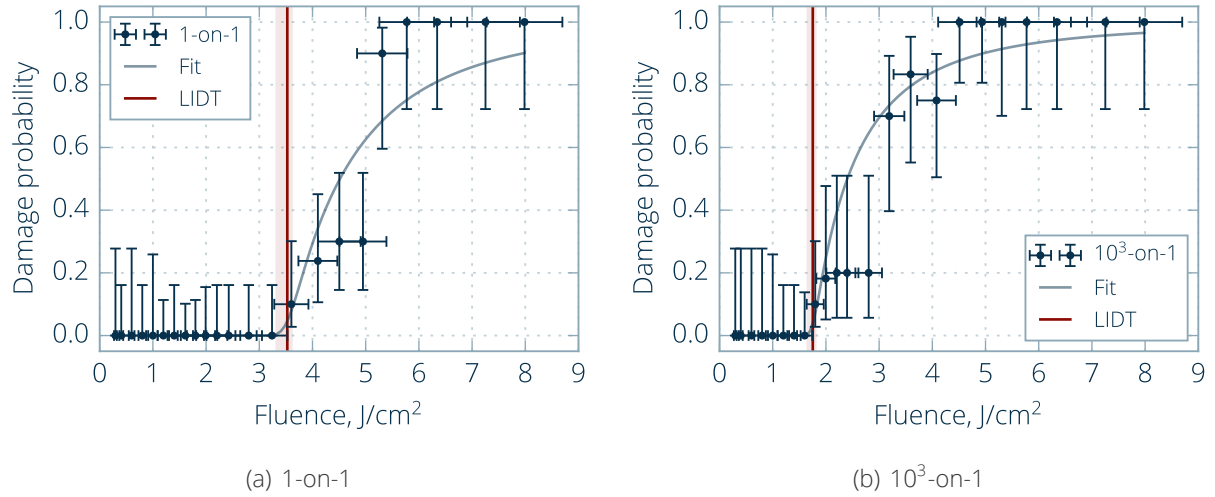 1.0
0.8
0.6
0.4
0.2
0.0
Damage probability
1-on-1
Fit
LIDT
0 1 2 3 4 5 6 7 8 9
Fluence, J/cm²
(a) 1-on-1
1.0
0.8
0.6
0.4
0.2
0.0
Damage probability
10³-on-1
Fit
LIDT
0 1 2 3 4 5 6 7 8 9
Fluence, J/cm²
(b) 10³-on-1